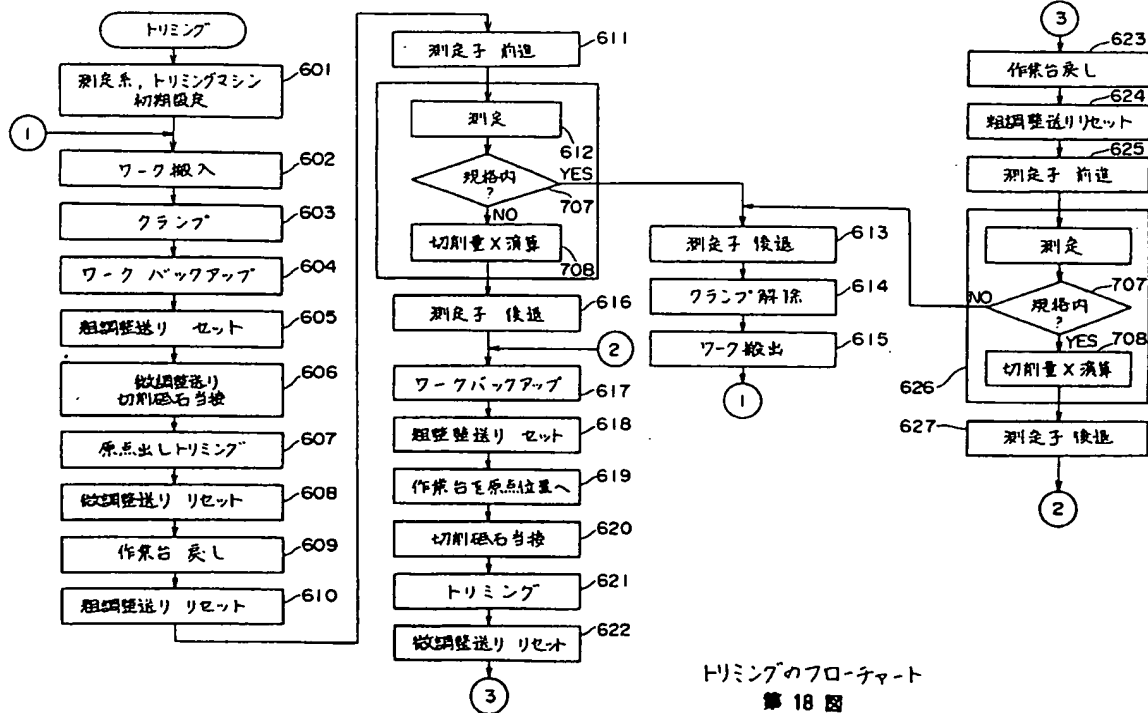 トリミング
測定系,トリミングマシン
初期設定
601
1
ワーク搬入
602
クランプ
603
ワーク バックアップ
604
粗調整送り セット
605
微調整送り
切削砥石当接
606
原点出しトリミング
607
微調整送り リセット
608
作業台 戻し
609
粗調整送り リセット
610
測定子 前進
611
測定
612
規格内
?
YES
707
NO
切削量X演算
708
測定子 後退
616
2
ワークバックアップ
617
粗整整送り セット
618
作業台を原点位置へ
619
切削砥石当接
620
トリミング
621
微調整送り リセット
622
3
測定子 後退
613
クランプ解除
614
ワーク搬出
615
1
3
作業台戻し
623
粗調整送りリセット
624
測定子 前進
625
測定
規格内
?
707
NO
YES
切削量X演算
708
626
測定子 後退
627
2
トリミングのフローチャート
第 18 図